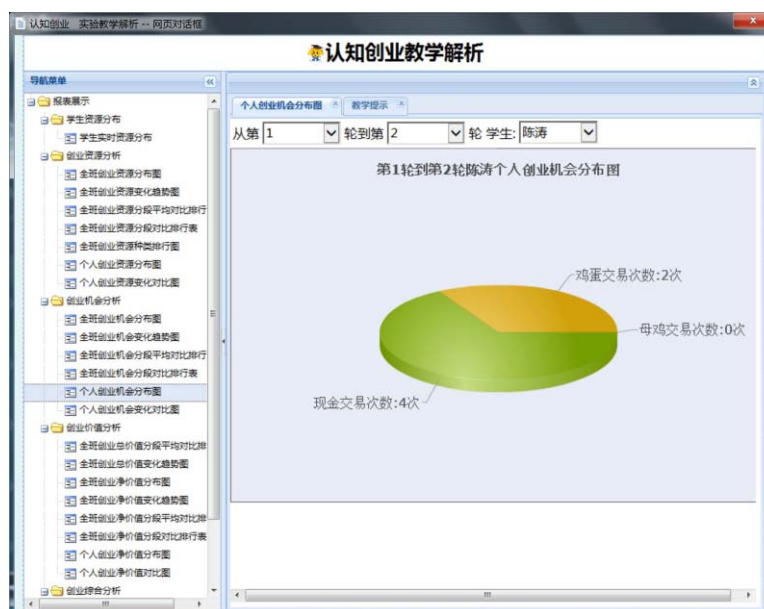 认知创业 实验教学解析 -- 网页对话框
认知创业教学解析
导航菜单
报表展示
学生资源分布
学生实时资源分布
创业资源分析
全班创业资源分布图
全班创业资源变化趋势图
全班创业资源分段平均对比排行
全班创业资源分段对比排行表
全班创业资源种类排行图
个人创业资源分布图
个人创业资源变化对比图
创业机会分析
全班创业机会分布图
全班创业机会变化趋势图
全班创业机会分段平均对比排行
全班创业机会分段对比排行表
个人创业机会分布图
个人创业机会变化对比图
创业价值分析
全班创业总价值分段平均对比排
全班创业总价值变化趋势图
全班创业净价值分布图
全班创业净价值变化趋势图
全班创业净价值分段平均对比排
全班创业净价值分段对比排行表
个人创业净价值分布图
个人创业净价值对比图
创业综合分析
个人创业机会分布图 教学提示
从第 1 轮到第 2 轮 学生: 陈涛
第1轮到第2轮陈涛个人创业机会分布图
鸡蛋交易次数:2次
母鸡交易次数:0次
现金交易次数:4次